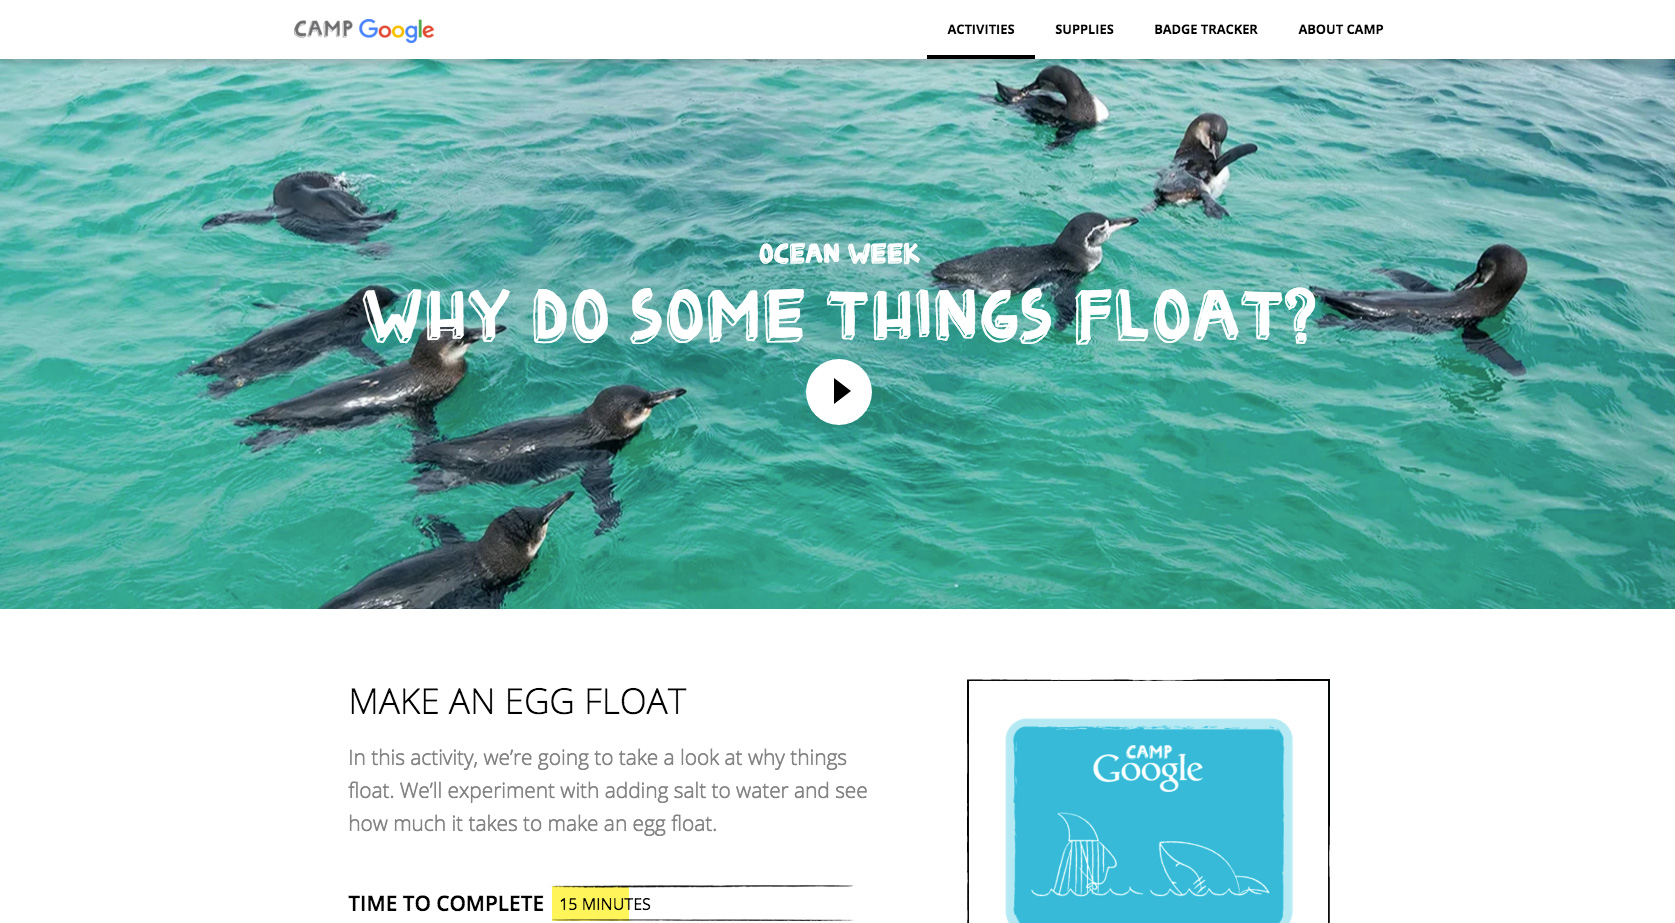 CAMP Google
ACTIVITIES SUPPLIES BADGE TRACKER ABOUT CAMP
OCEAN WEEK
WHY DO SOME THINGS FLOAT?
MAKE AN EGG FLOAT
In this activity, we’re going to take a look at why things
float. We’ll experiment with adding salt to water and see
how much it takes to make an egg float.
TIME TO COMPLETE 15 MINUTES
CAMP
Google